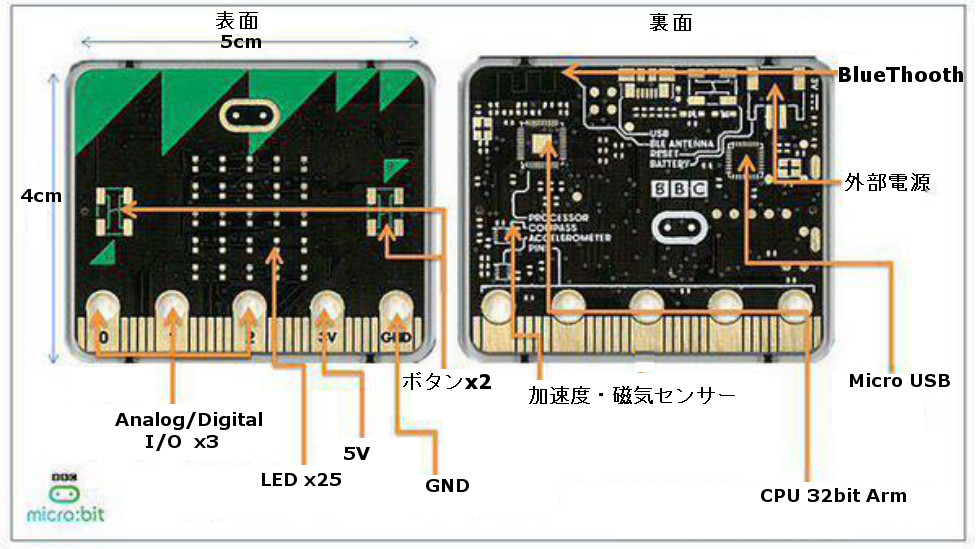 表面
5cm
裏面
BlueThooth
4cm
USB
BLE ANTENNA
RESET
BATTERY
BBC
外部電源
PROCESSOR
COMPASS
ACCELEROMETER
PINS
0
1
2
3V
GND
ボタンx2
加速度・磁気センサー
Micro USB
Analog/Digital
I/O x3
5V
LED x25
GND
CPU 32bit Arm
BBC
micro:bit